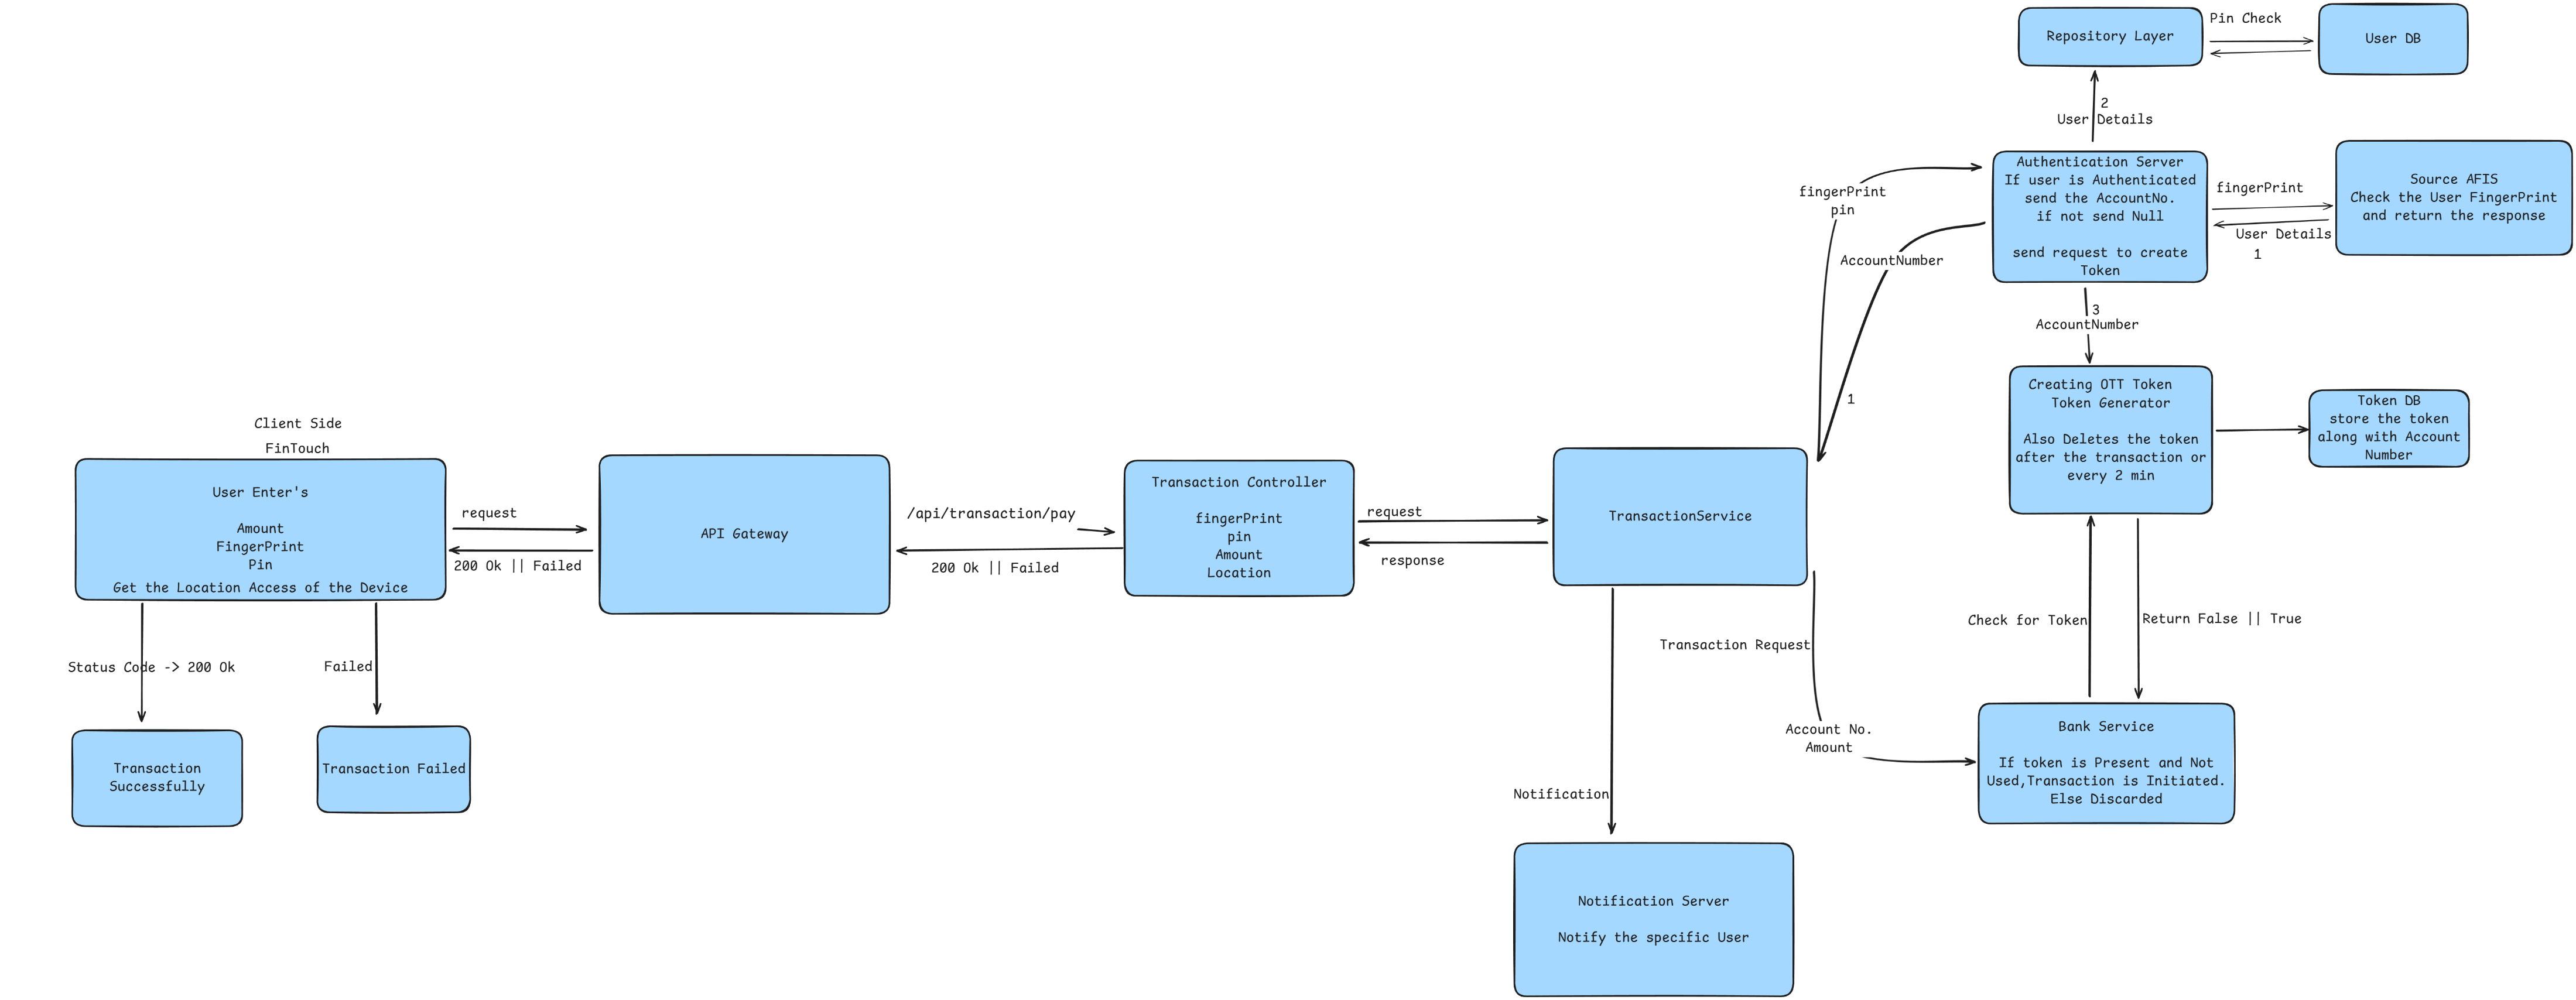 Client Side
FinTouch
User Enter's
Amount
FingerPrint
Pin
Get the Location Access of the Device
Status Code -> 200 Ok
Failed
Transaction
Successfully
Transaction Failed
request
200 Ok || Failed
API Gateway
/api/transaction/pay
200 Ok || Failed
Transaction Controller
fingerPrint
pin
Amount
Location
request
response
TransactionService
Notification
Notification Server
Notify the specific User
fingerPrint
pin
AccountNumber
1
Transaction Request
Account No.
Amount
Repository Layer
Pin Check
User DB
2
User Details
Authentication Server
If user is Authenticated
send the AccountNo.
if not send Null
send request to create
Token
fingerPrint
User Details
1
Source AFIS
Check the User FingerPrint
and return the response
3
AccountNumber
Creating OTT Token
Token Generator
Also Deletes the token
after the transaction or
every 2 min
Token DB
store the token
along with Account
Number
Check for Token
Return False || True
Bank Service
If token is Present and Not
Used,Transaction is Initiated.
Else Discarded